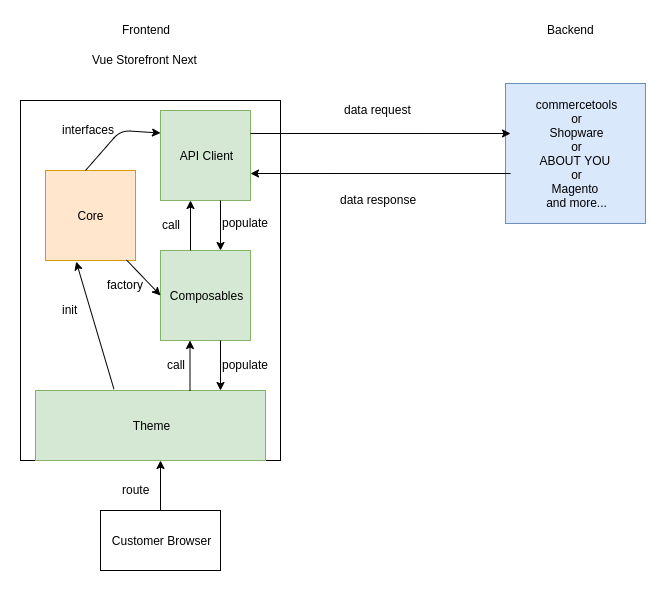 Frontend
Backend
Vue Storefront Next
commercetools
or
Shopware
or
ABOUT YOU
or
Magento
and more...
data request
interfaces
API Client
data response
Core
call
populate
factory
Composables
init
call
populate
Theme
route
Customer Browser